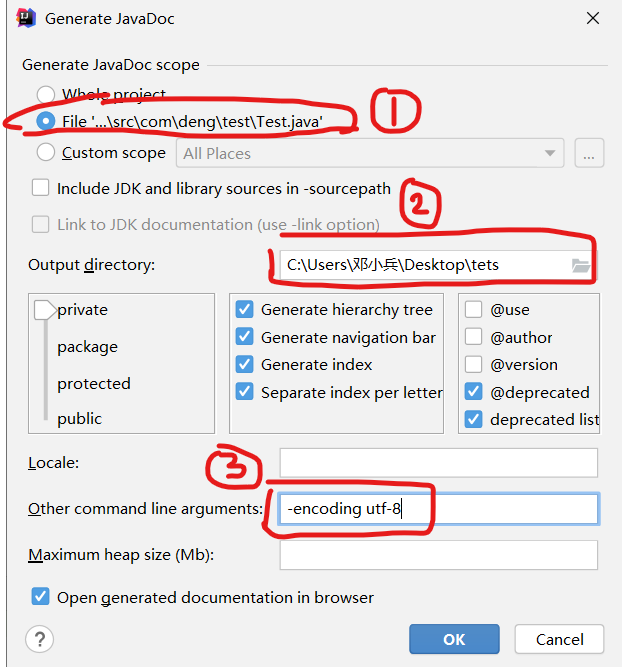 Generate JavaDoc
Generate JavaDoc scope
Whole project
File '...\src\com\deng\test\Test.java'
1
Custom scope
All Places
...
Include JDK and library sources in -sourcepath
2
Link to JDK documentation (use -link option)
Output directory:
C:\Users\邓小兵\Desktop\tets
private
package
protected
public
Generate hierarchy tree
Generate navigation bar
Generate index
Separate index per letter
@use
@author
@version
@deprecated
deprecated list
3
Locale:
Other command line arguments:
-encoding utf-8
Maximum heap size (Mb):
Open generated documentation in browser
?
OK
Cancel